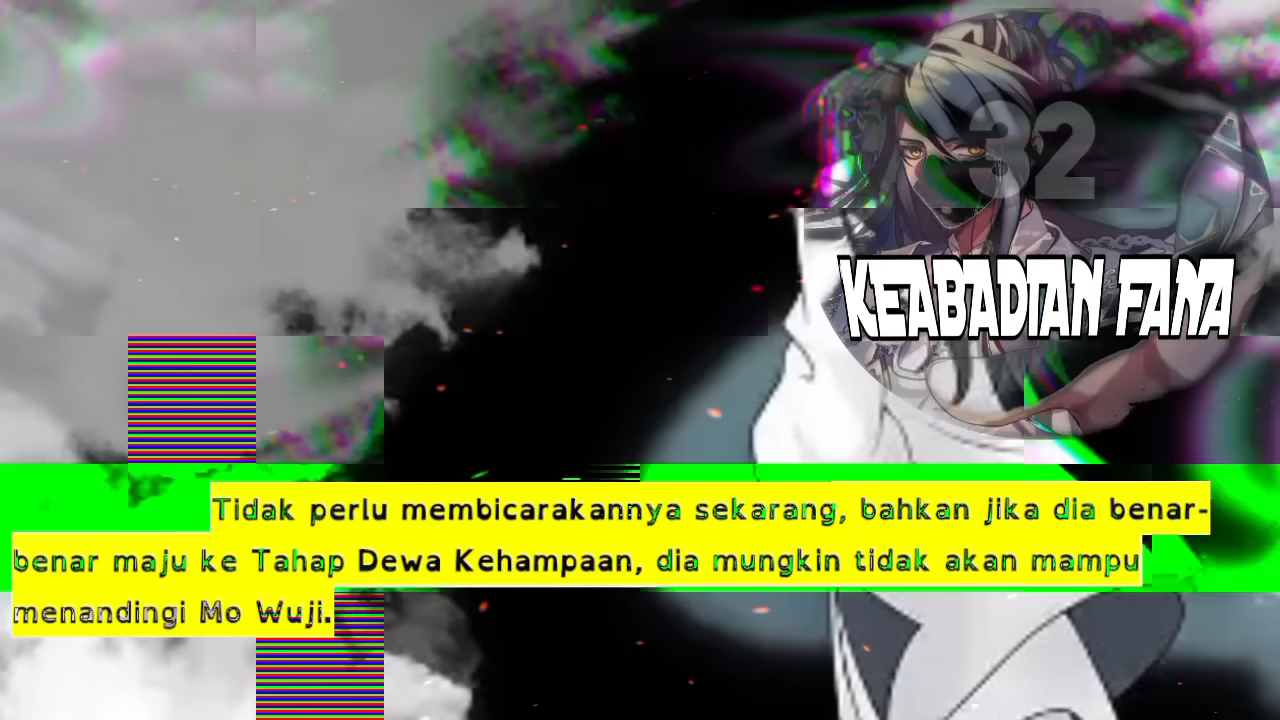 32
KEABADIAN FANA
Tidak perlu membicarakannya sekarang, bahkan jika dia benar-
benar maju ke Tahap Dewa Kehampaan, dia mungkin tidak akan mampu
menandingi Mo Wuji.